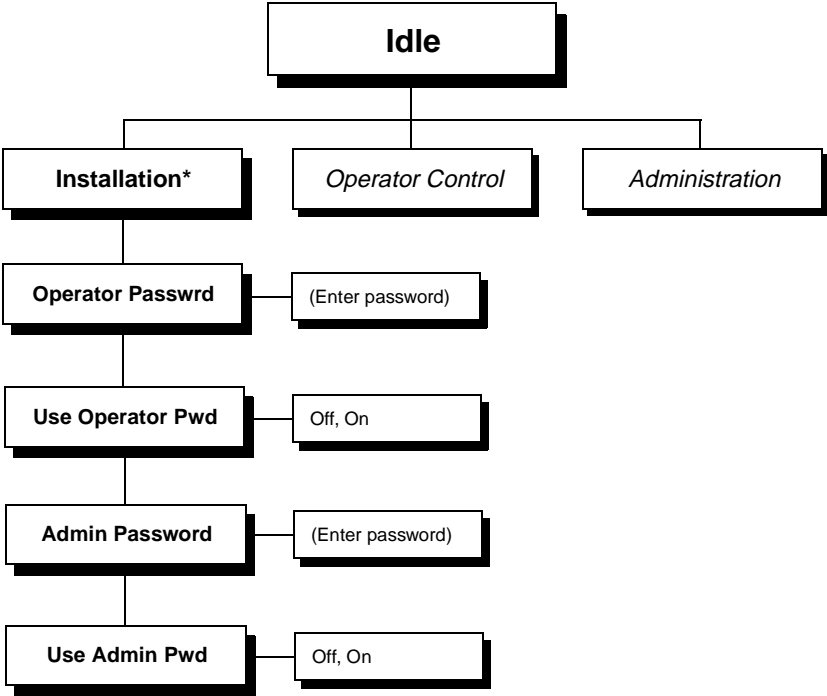 Idle
Installation*
Operator Control
Administration
Operator Passwrd
(Enter password)
Use Operator Pwd
Off, On
Admin Password
(Enter password)
Use Admin Pwd
Off, On